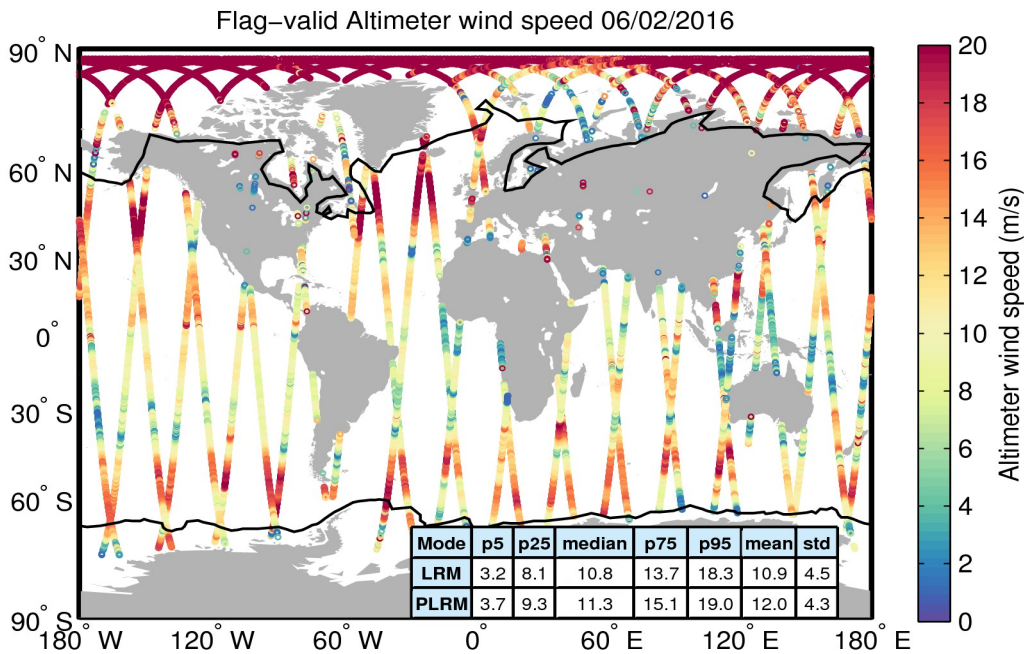 Flag−valid Altimeter wind speed 06/02/2016
90° N
60° N
30° N
0°
30° S
60° S
90° S
180° W
120° W
60° W
0°
60° E
120° E
180° E
Mode p5 p25 median p75 p95 mean std
LRM 3.2 8.1 10.8 13.7 18.3 10.9 4.5
PLRM 3.7 9.3 11.3 15.1 19.0 12.0 4.3
20
18
16
14
12
10
8
6
4
2
0
Altimeter wind speed (m/s)